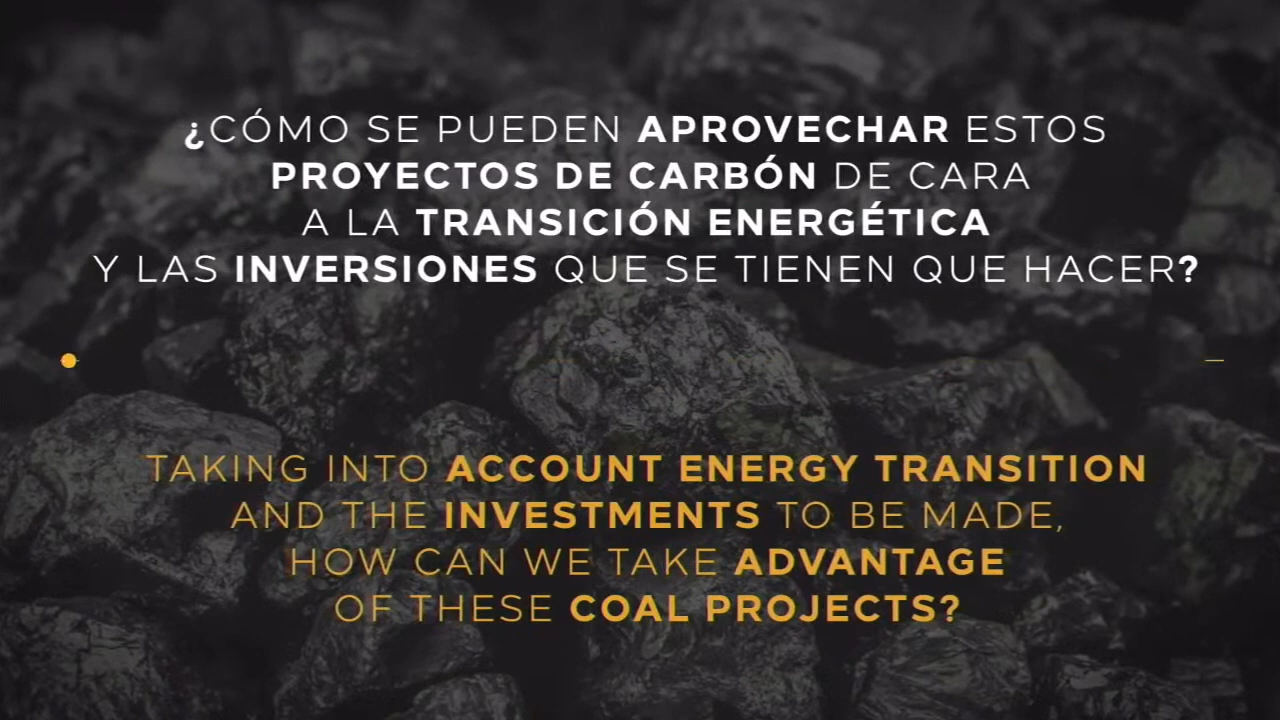 ¿CÓMO SE PUEDEN APROVECHAR ESTOS
PROYECTOS DE CARBÓN DE CARA
A LA TRANSICIÓN ENERGÉTICA
Y LAS INVERSIONES QUE SE TIENEN QUE HACER?
TAKING INTO ACCOUNT ENERGY TRANSITION
AND THE INVESTMENTS TO BE MADE,
HOW CAN WE TAKE ADVANTAGE
OF THESE COAL PROJECTS?